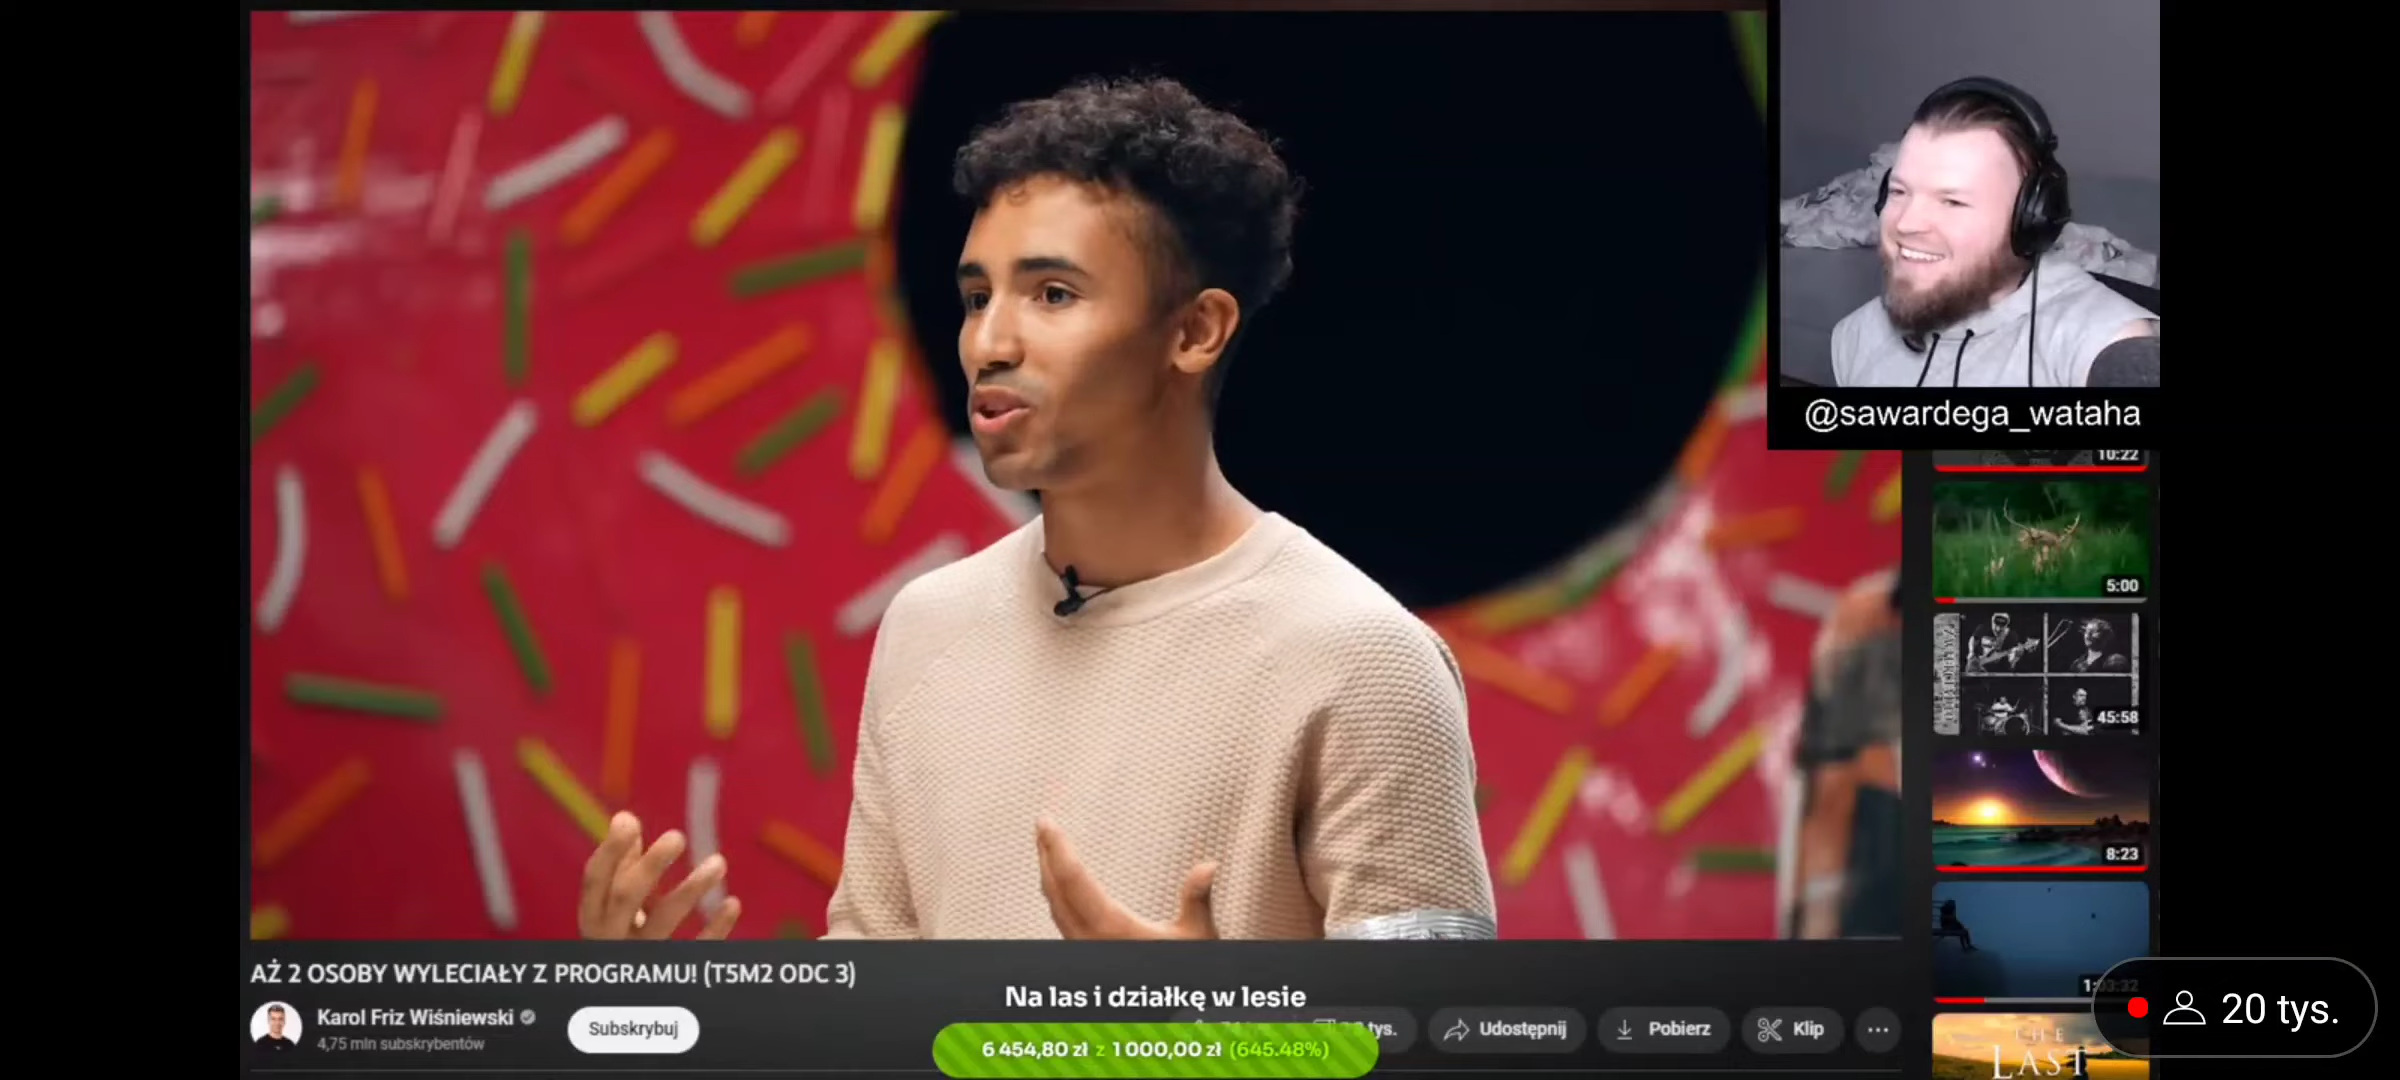 @sawardega_wataha
10:22
5:00
45:58
8:23
AŻ 2 OSOBY WYLECIAŁY Z PROGRAMU! (T5M2 ODC 3)
Karol Friz Wiśniewski
4,75 mln subskrybentów
Subskrybuj
Na las i działkę w lesie
6 454,80 zł z 1 000,00 zł (645.48%)
tys.
Udostępnij
Pobierz
Klip
20 tys.
THE
LAST